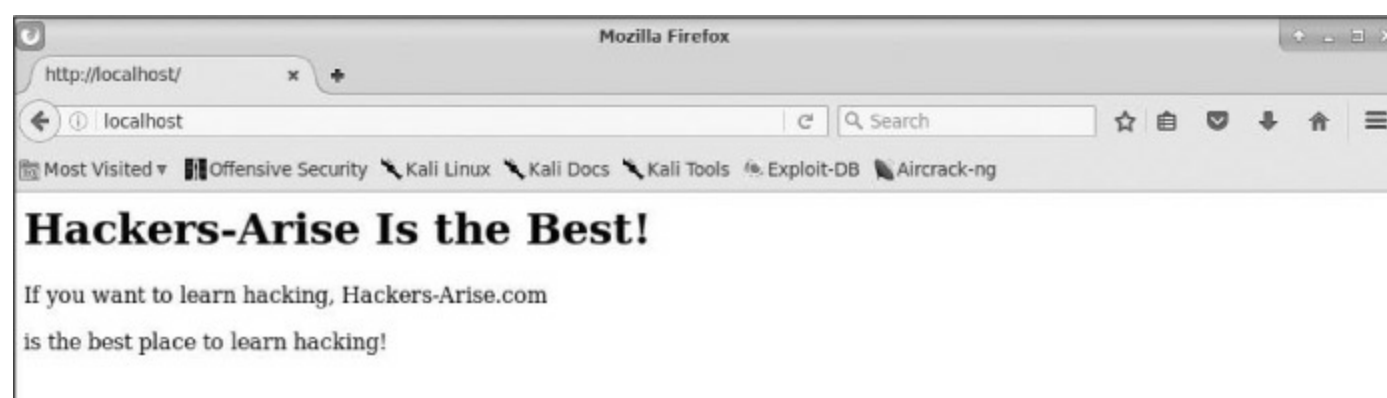 Mozilla Firefox
http://localhost/
localhost
Search
Most Visited Offensive Security Kali Linux Kali Docs Kali Tools Exploit-DB Aircrack-ng
Hackers-Arise Is the Best!
If you want to learn hacking, Hackers-Arise.com
is the best place to learn hacking!